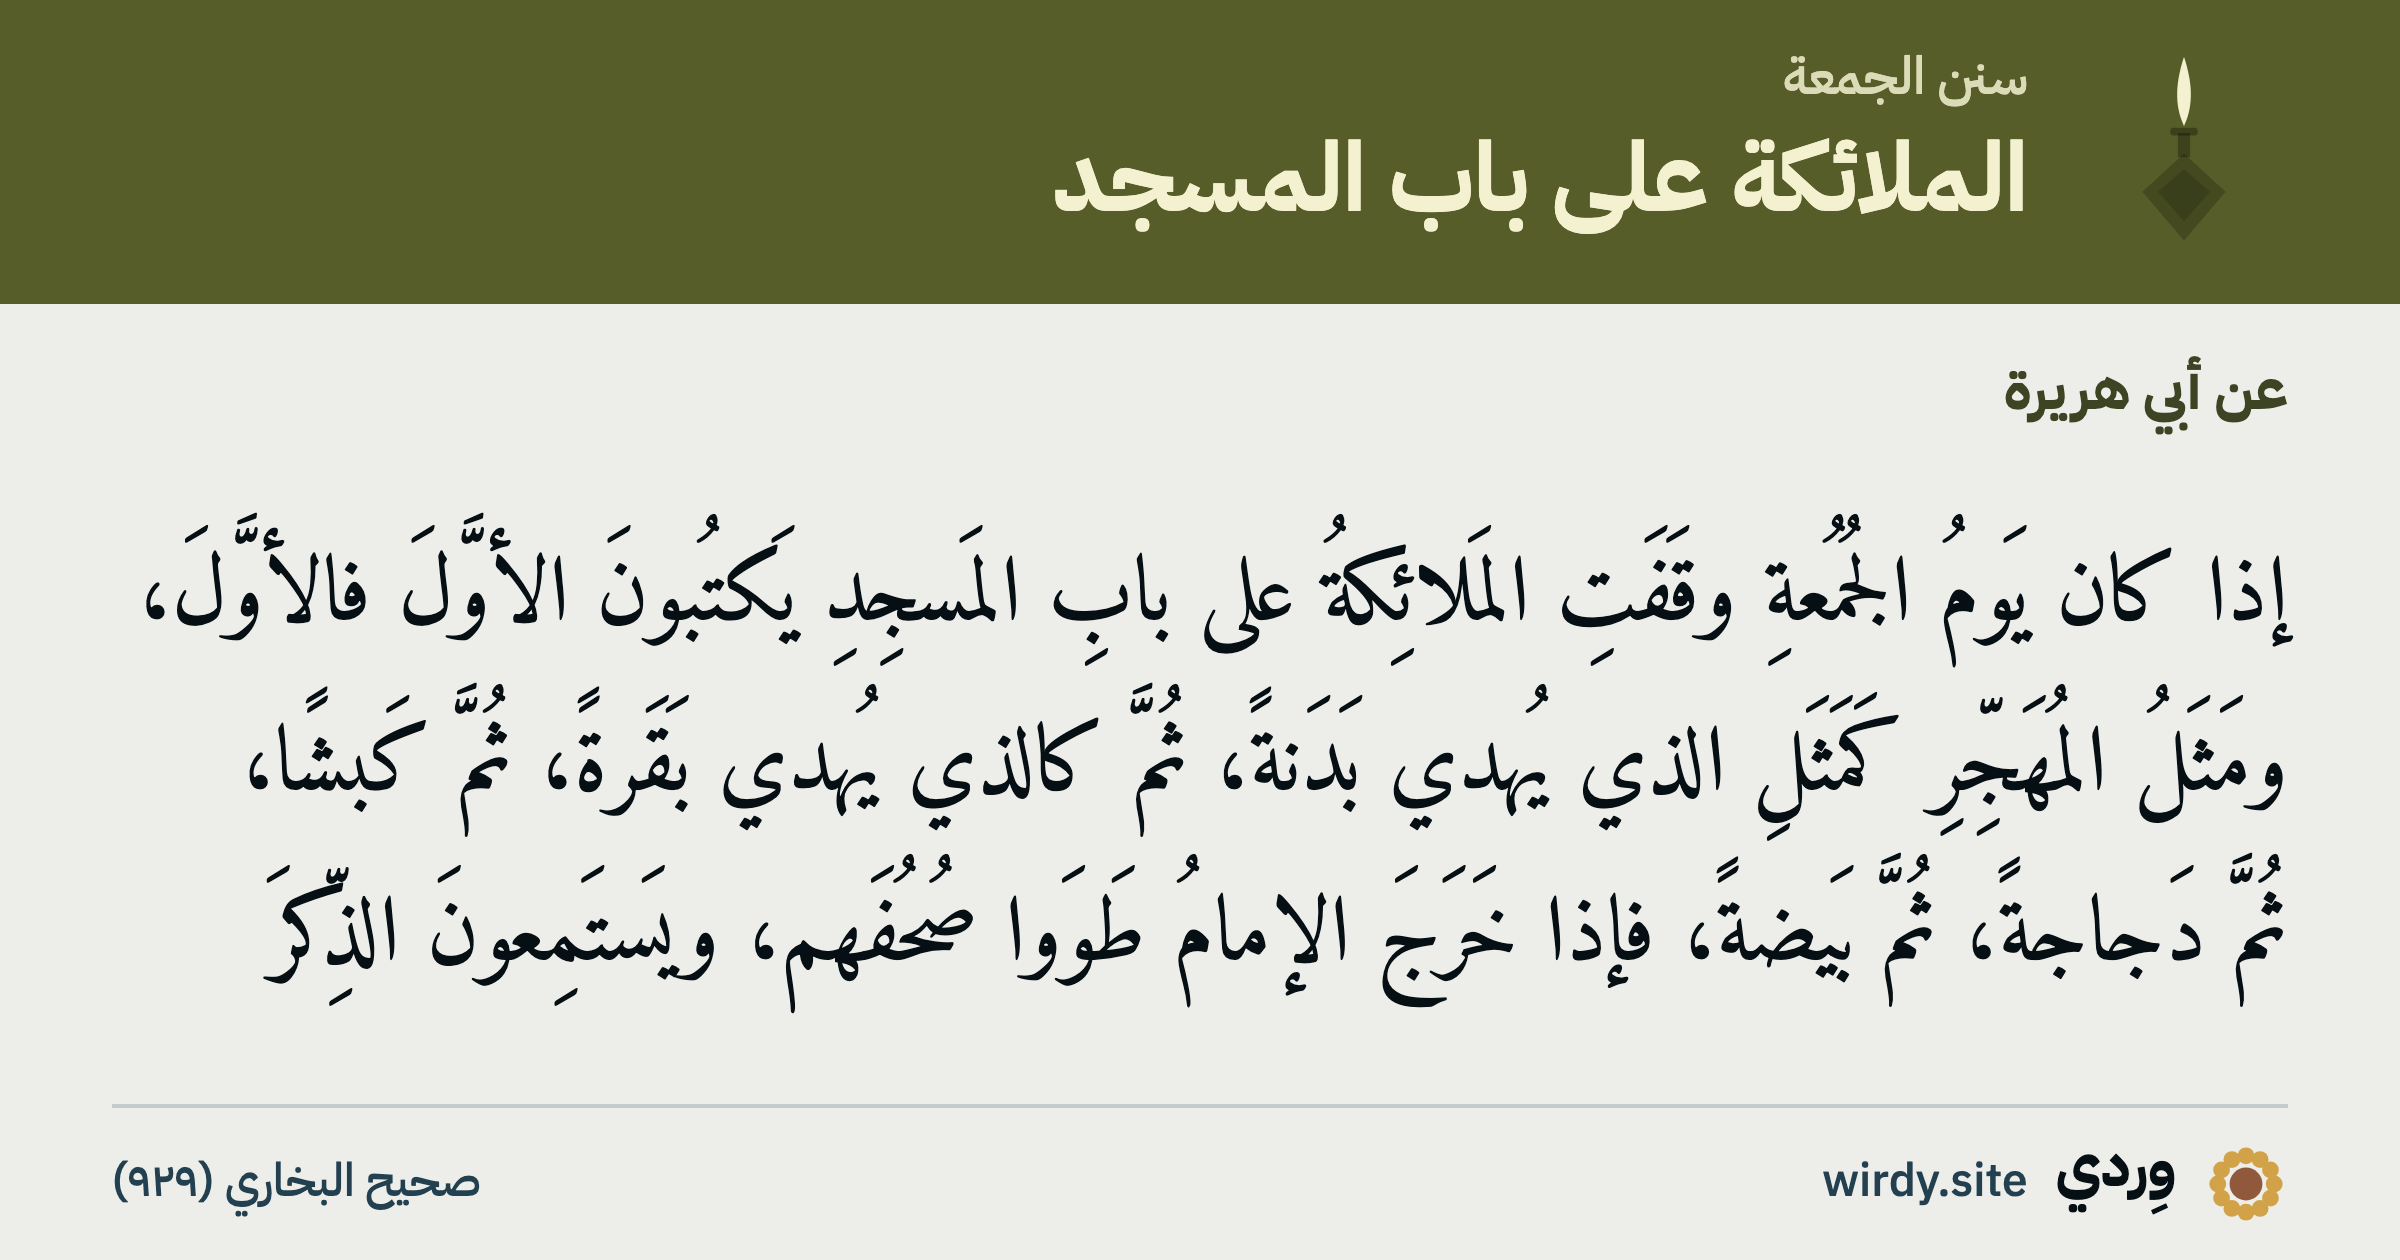 سنن الجمعة
الملائكة على باب المسجد
عن أبي هريرة
إذا كان يَومُ الجُمُعةِ وقَفَتِ المَلائِكةُ على بابِ المَسجِدِ يَكتُبونَ الأوَّلَ فالأوَّلَ،
ومَثَلُ المُهَجِّرِ كَمَثَلِ الذي يُهدي بَدَنةً، ثُمَّ كالذي يُهدي بَقَرةً، ثُمَّ كَبشًا،
ثُمَّ دَجاجةً، ثُمَّ بَيضةً، فإذا خَرَجَ الإمامُ طَوَوا صُحُفَهم، ويَستَمِعونَ الذِّكرَ
وِردي wirdy.site
صحيح البخاري (٩٢٩)